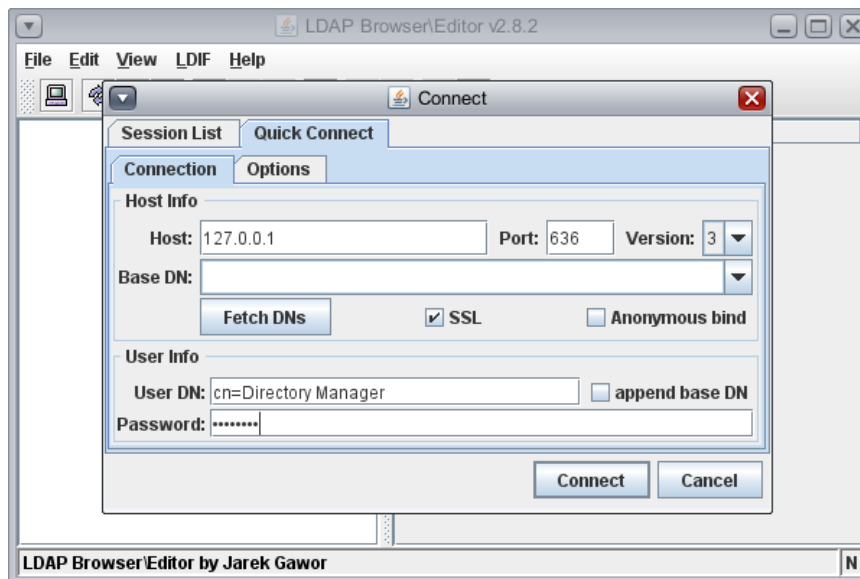 LDAP Browser\Editor v2.8.2
File Edit View LDIF Help
Connect
Session List Quick Connect
Connection Options
Host Info
Host: 127.0.0.1 Port: 636 Version: 3
Base DN:
Fetch DNs SSL Anonymous bind
User Info
User DN: cn=Directory Manager append base DN
Password: ••••••••
Connect Cancel
LDAP Browser\Editor by Jarek Gawor N